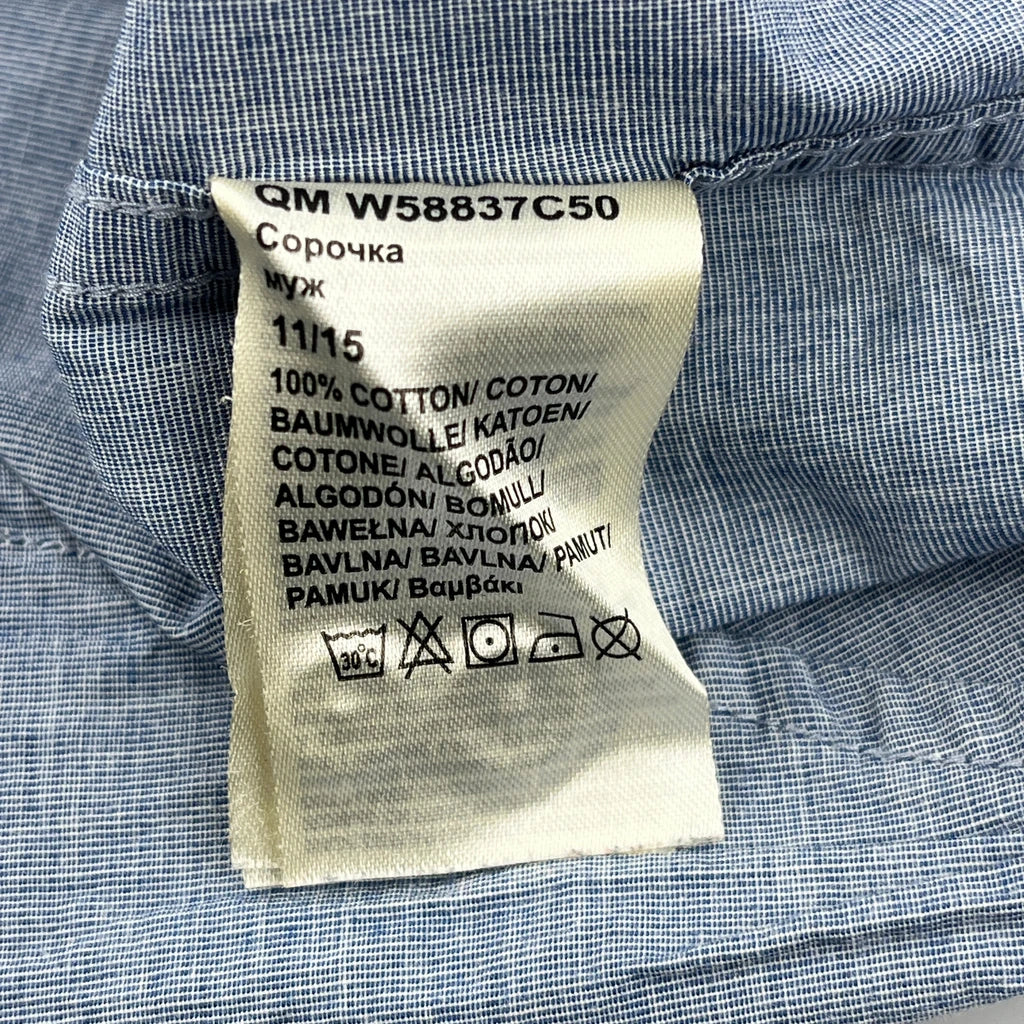 QM W58837C50
Сорочка
муж
11/15
100% COTTON/ COTON/
BAUMWOLLE/ KATOEN/
COTONE/ ALGODÃO/
ALGODÓN/ BOMULL/
BAWEŁNA/ ХЛОПОК/
BAVLNA/ BAVLNA/ PAMUT/
PAMUK/ Βαμβάκι
30°C